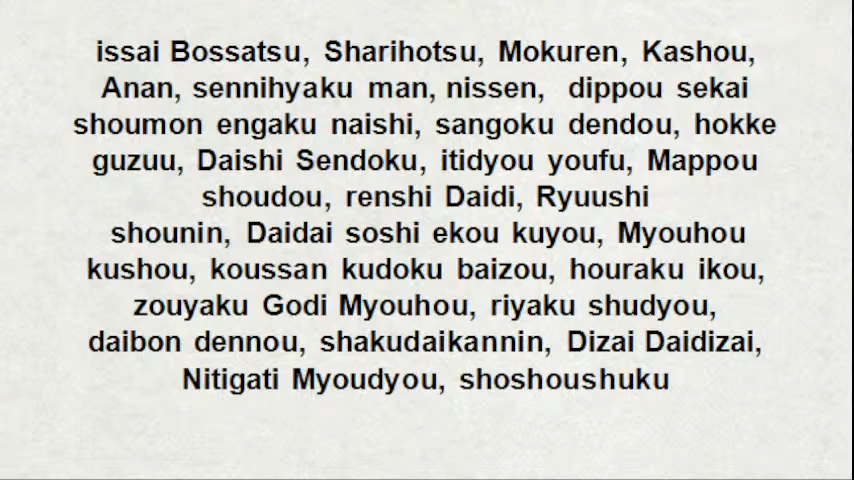 issai Bossatsu, Sharihotsu, Mokuren, Kashou,
Anan, sennihyaku man, nissen, dippou sekai
shoumon engaku naishi, sangoku dendou, hokke
guzuu, Daishi Sendoku, itidyou youfu, Mappou
shoudou, renshi Daidi, Ryuushi
shounin, Daidai soshi ekou kuyou, Myouhou
kushou, koussan kudoku baizou, houraku ikou,
zouyaku Godi Myouhou, riyaku shudyou,
daibon dennou, shakudaikannin, Dizai Daidizai,
Nitigati Myoudyou, shoshoushuku